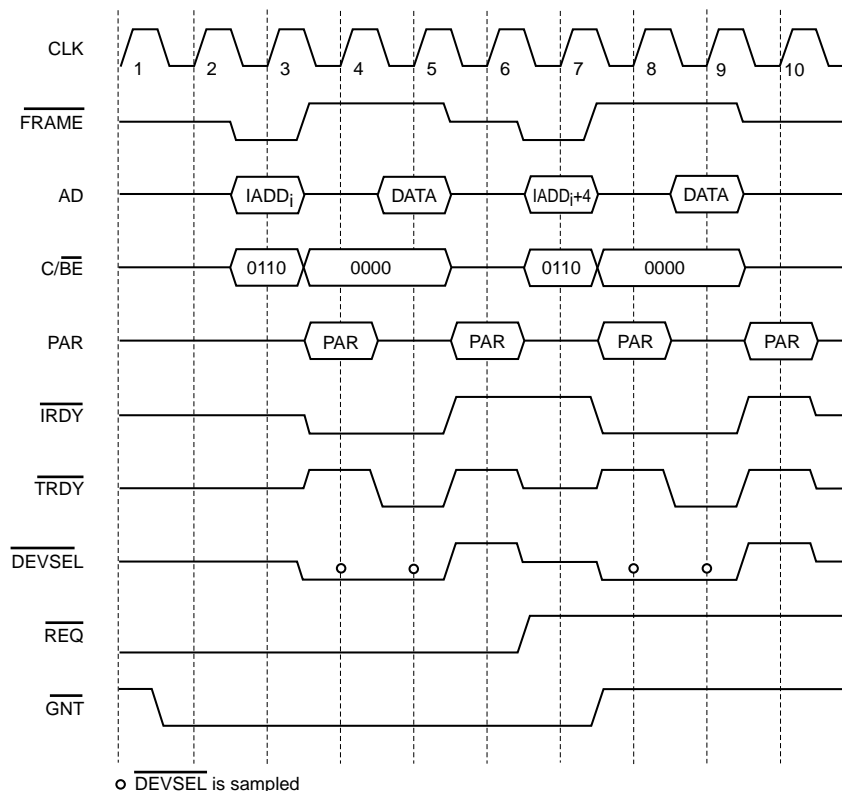 CLK
1 2 3 4 5 6 7 8 9 10
FRAME
AD IADDi DATA IADDi+4 DATA
C/BE 0110 0000 0110 0000
PAR PAR PAR PAR PAR
IRDY
TRDY
DEVSEL
REQ
GNT
DEVSEL is sampled